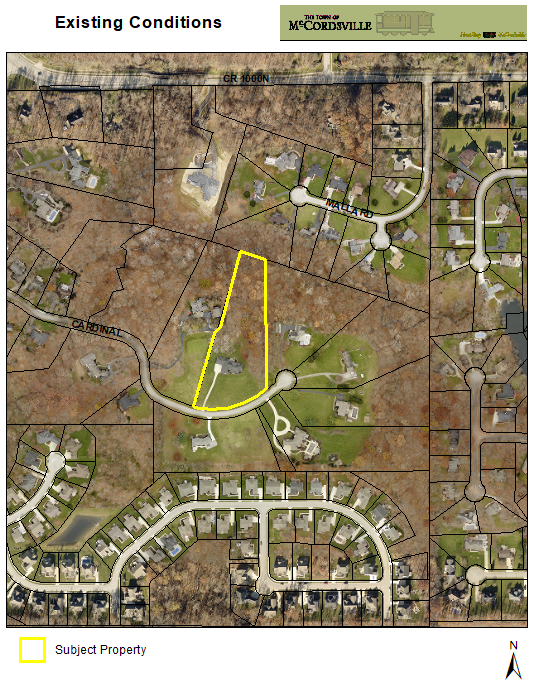 Existing Conditions
THE TOWN OF
McCORDSVILLE
CR 1000N
MALLARD
CARDINAL
Subject Property
N